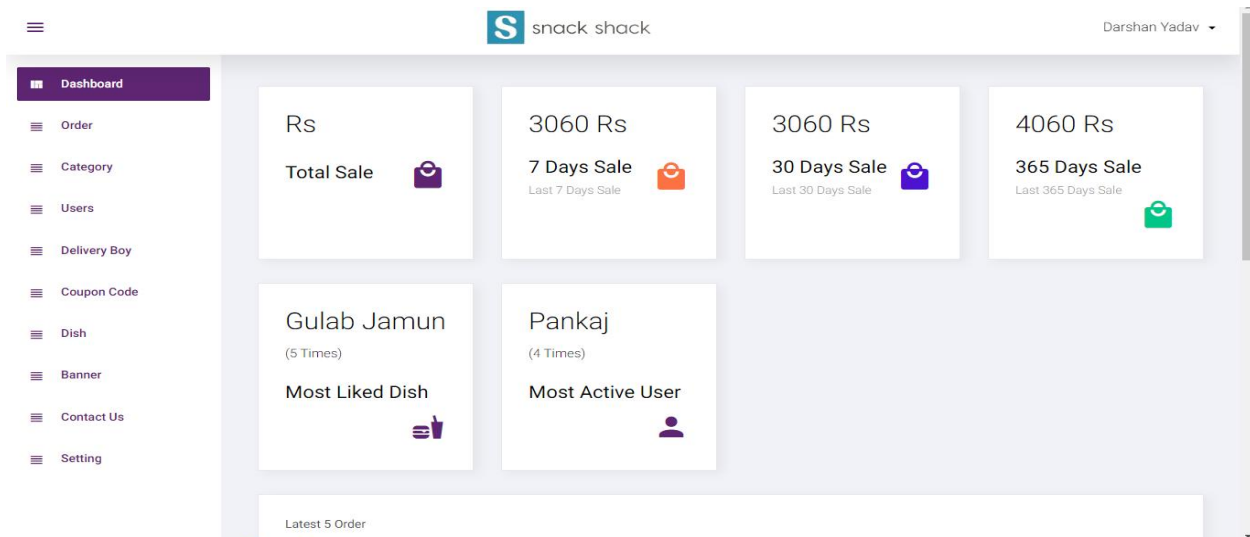 S snack shack
Darshan Yadav
Dashboard
Order
Category
Users
Delivery Boy
Coupon Code
Dish
Banner
Contact Us
Setting
Rs
Total Sale
3060 Rs
7 Days Sale
Last 7 Days Sale
3060 Rs
30 Days Sale
Last 30 Days Sale
4060 Rs
365 Days Sale
Last 365 Days Sale
Gulab Jamun
(5 Times)
Most Liked Dish
Pankaj
(4 Times)
Most Active User
Latest 5 Order